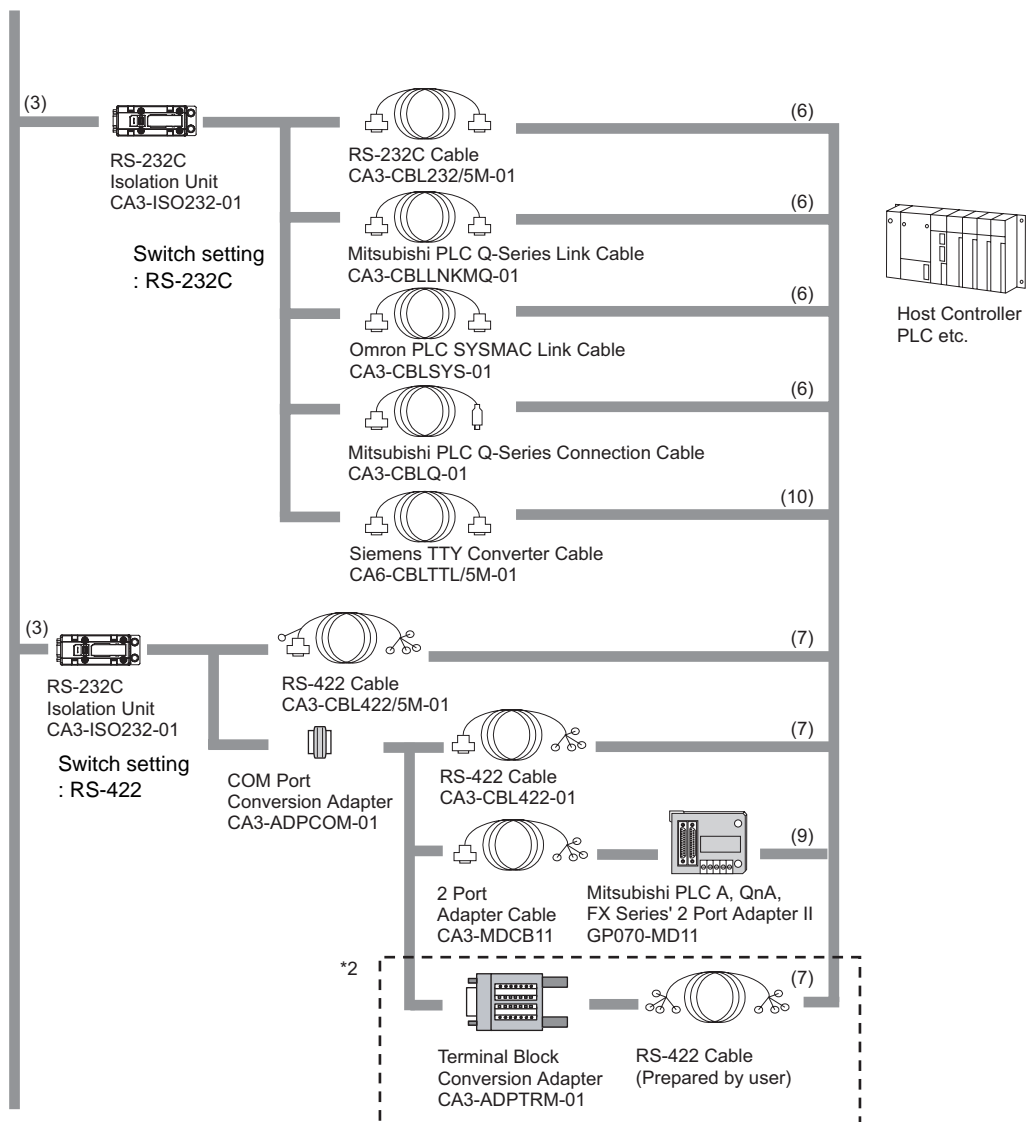 (3)
RS-232C
Isolation Unit
CA3-ISO232-01
Switch setting
: RS-232C
(6)
RS-232C Cable
CA3-CBL232/5M-01
(6)
Mitsubishi PLC Q-Series Link Cable
CA3-CBLLNKMQ-01
(6)
Omron PLC SYSMAC Link Cable
CA3-CBLSYS-01
(6)
Mitsubishi PLC Q-Series Connection Cable
CA3-CBLQ-01
(10)
Siemens TTY Converter Cable
CA6-CBLTTL/5M-01
Host Controller
PLC etc.
(3)
RS-232C
Isolation Unit
CA3-ISO232-01
Switch setting
: RS-422
(7)
RS-422 Cable
CA3-CBL422/5M-01
COM Port
Conversion Adapter
CA3-ADPCOM-01
(7)
RS-422 Cable
CA3-CBL422-01
(9)
2 Port
Adapter Cable
CA3-MDCB11
Mitsubishi PLC A, QnA,
FX Series' 2 Port Adapter II
GP070-MD11
*2
(7)
Terminal Block
Conversion Adapter
CA3-ADPTRM-01
RS-422 Cable
(Prepared by user)